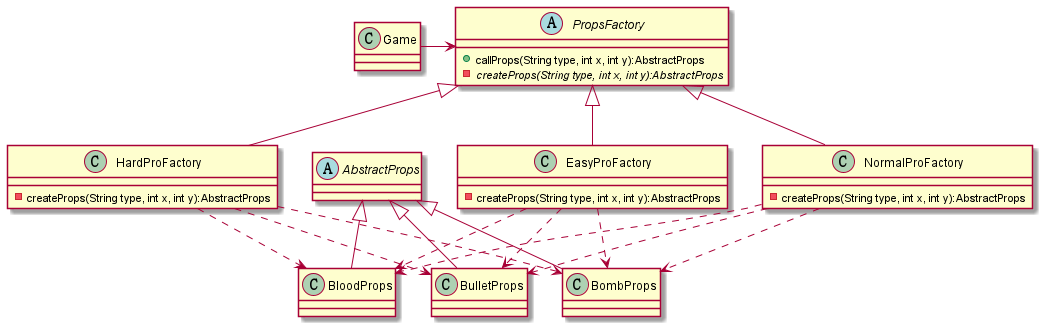 A PropsFactory
callProps(String type, int x, int y):AbstractProps
createProps(String type, int x, int y):AbstractProps
C Game
C HardProFactory
createProps(String type, int x, int y):AbstractProps
A AbstractProps
C EasyProFactory
createProps(String type, int x, int y):AbstractProps
C NormalProFactory
createProps(String type, int x, int y):AbstractProps
C BloodProps
C BulletProps
C BombProps